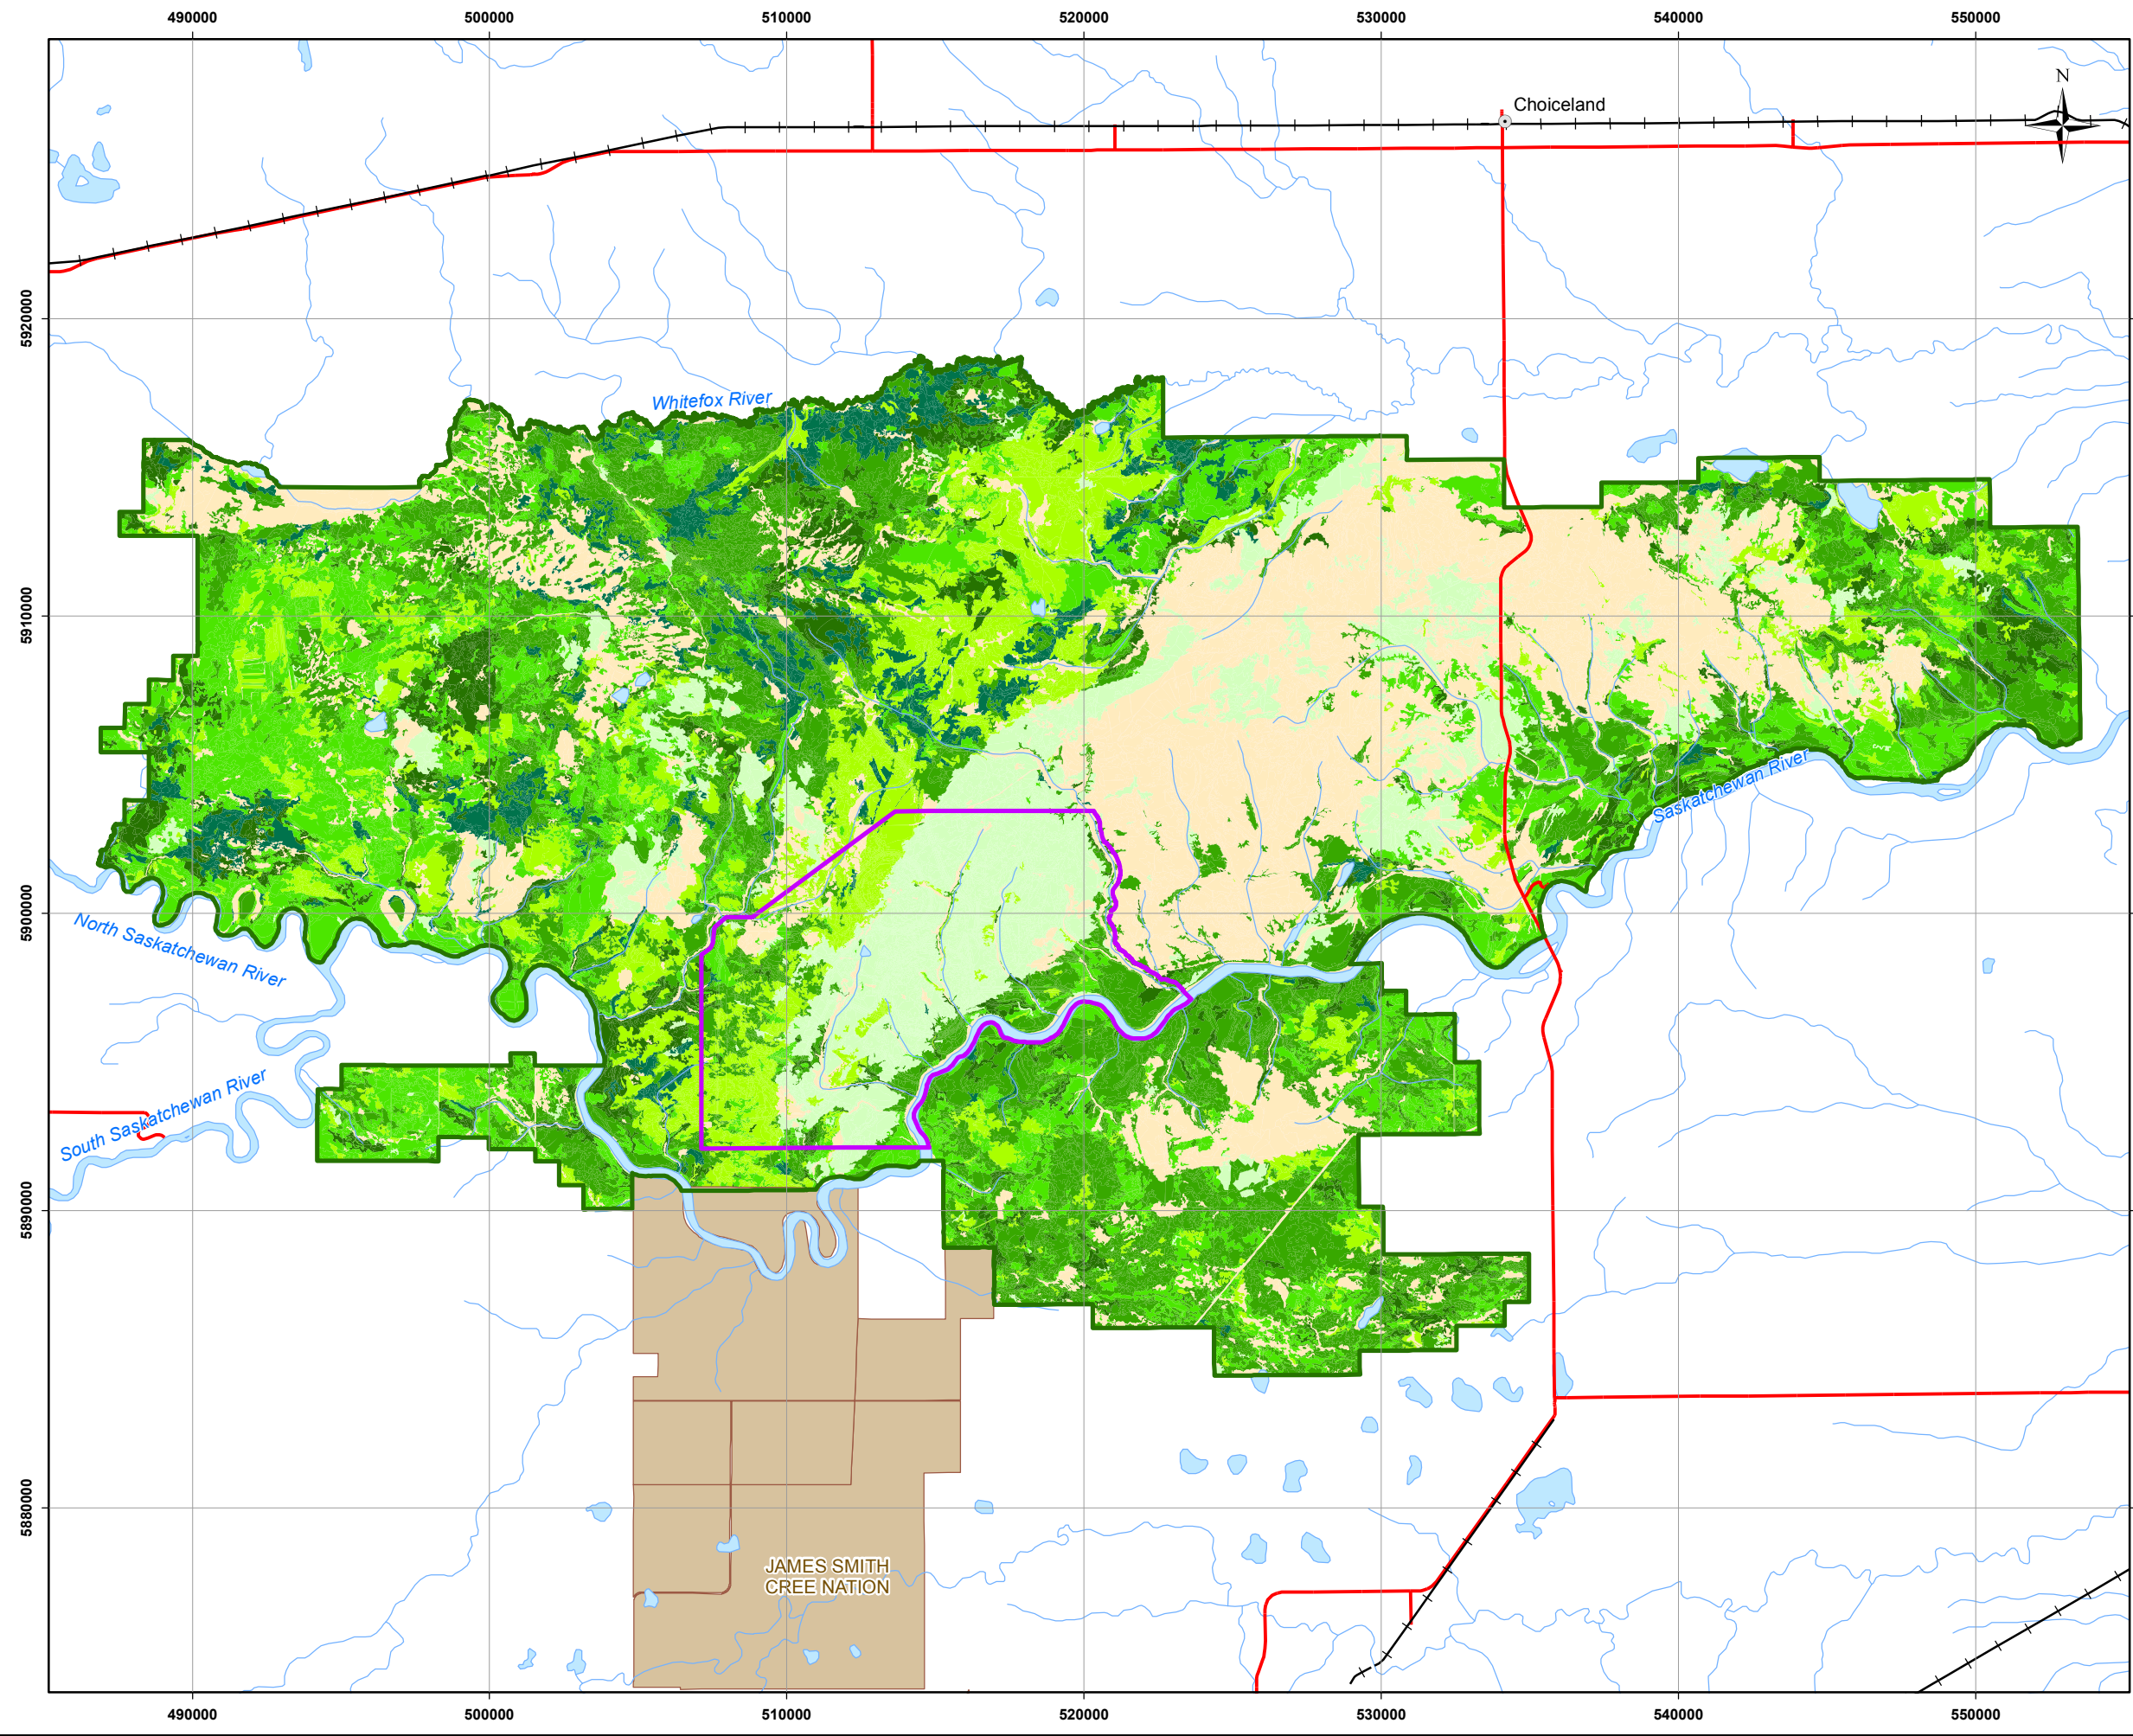 490000 500000 510000 520000 530000 540000 550000
N
Choiceland
5920000
Whitefox River
5910000
Saskatchewan River
5900000
North Saskatchewan River
South Saskatchewan River
5890000
5880000
JAMES SMITH
CREE NATION
490000 500000 510000 520000 530000 540000 550000